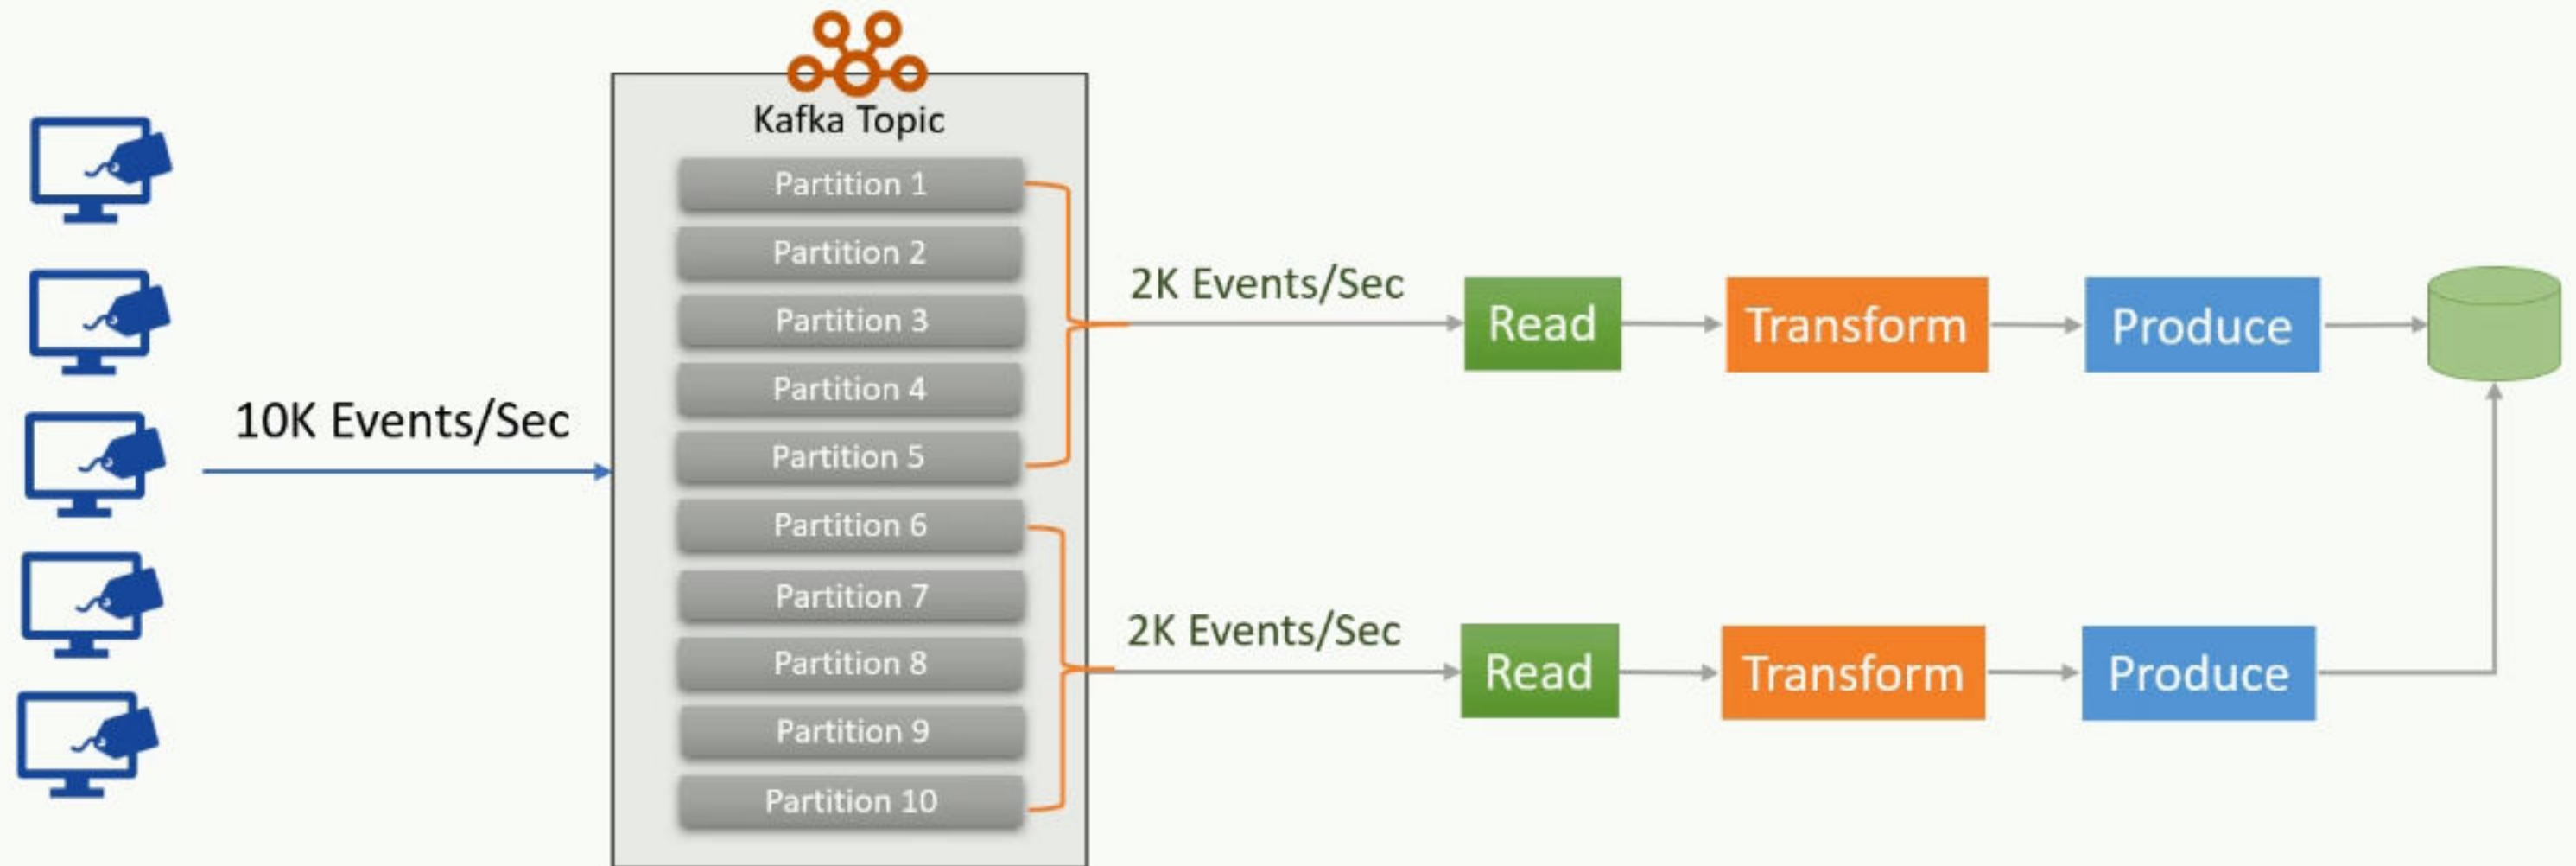 Kafka Topic
Partition 1
Partition 2
Partition 3
Partition 4
Partition 5
Partition 6
Partition 7
Partition 8
Partition 9
Partition 10
10K Events/Sec
2K Events/Sec
Read
Transform
Produce
2K Events/Sec
Read
Transform
Produce